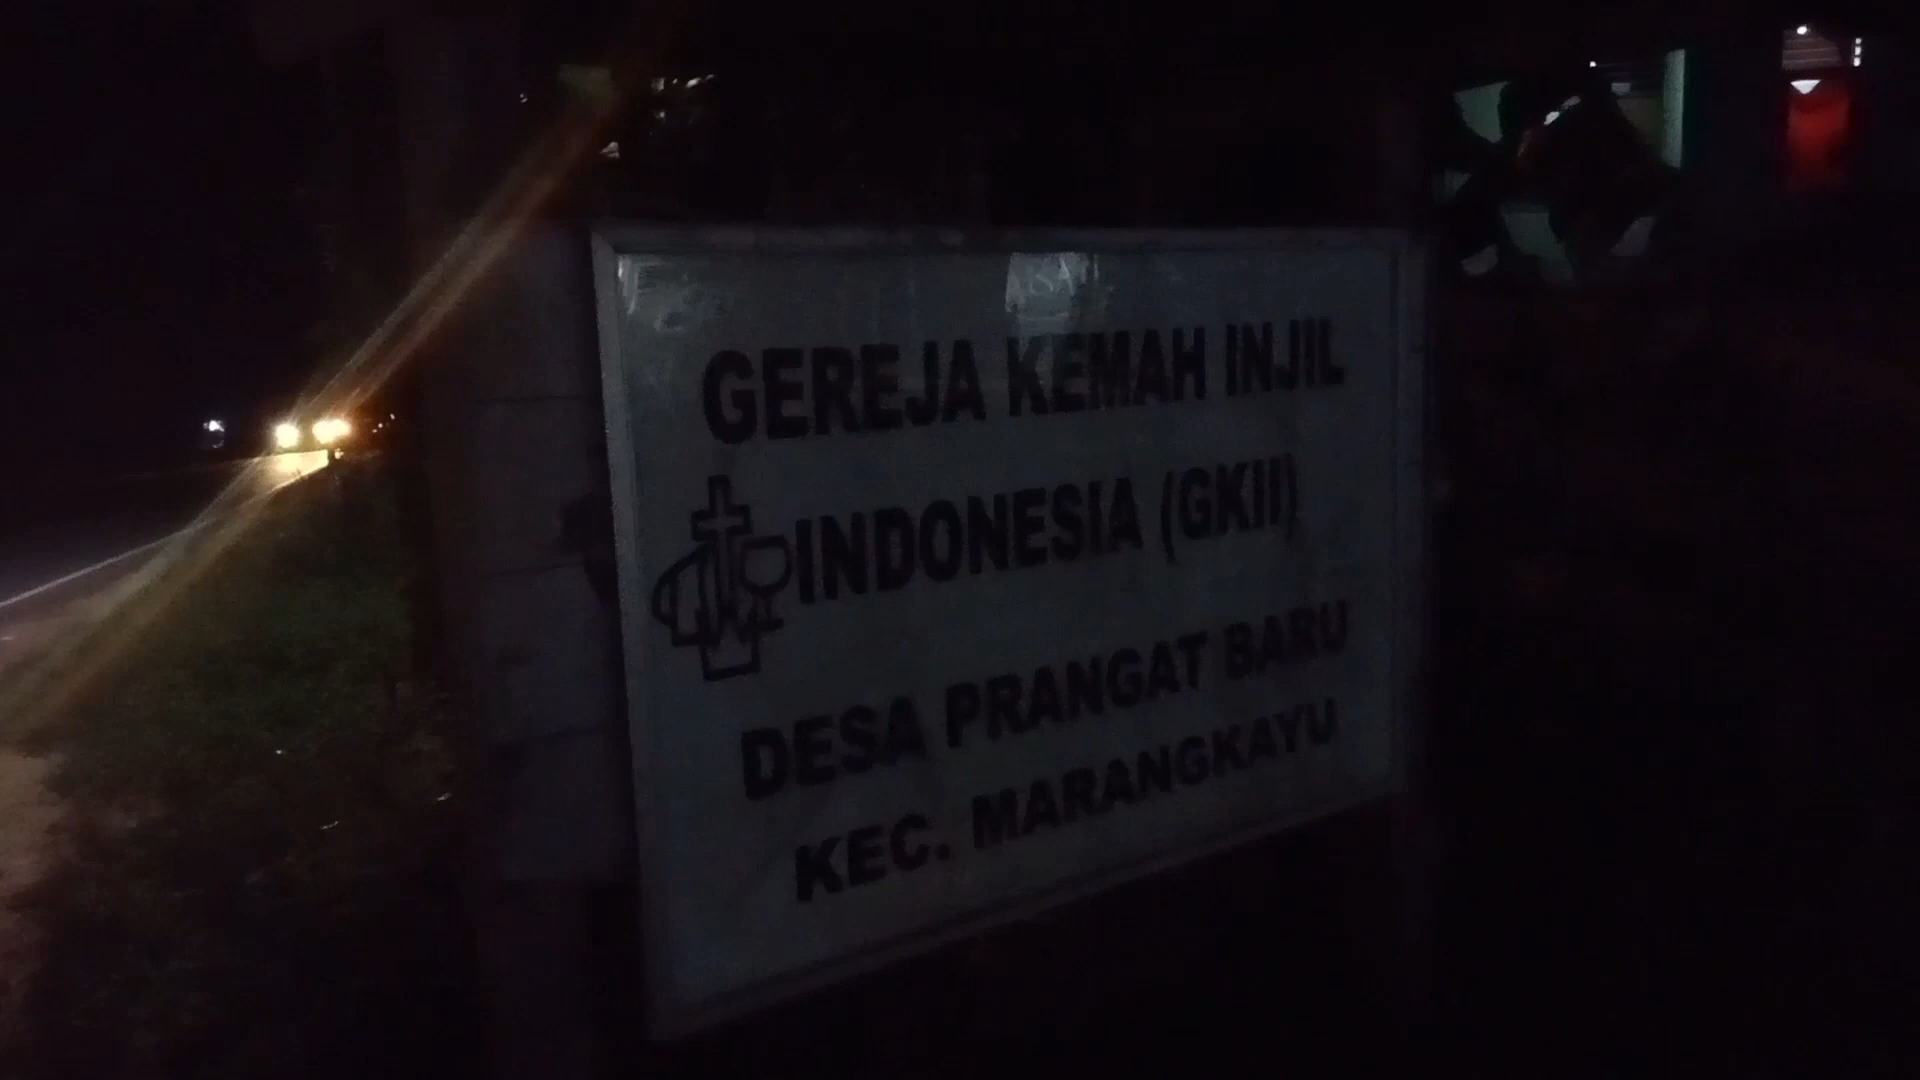 GEREJA KEMAH INJIL
INDONESIA (GKII)
DESA PRANGAT BARU
KEC. MARANGKAYU